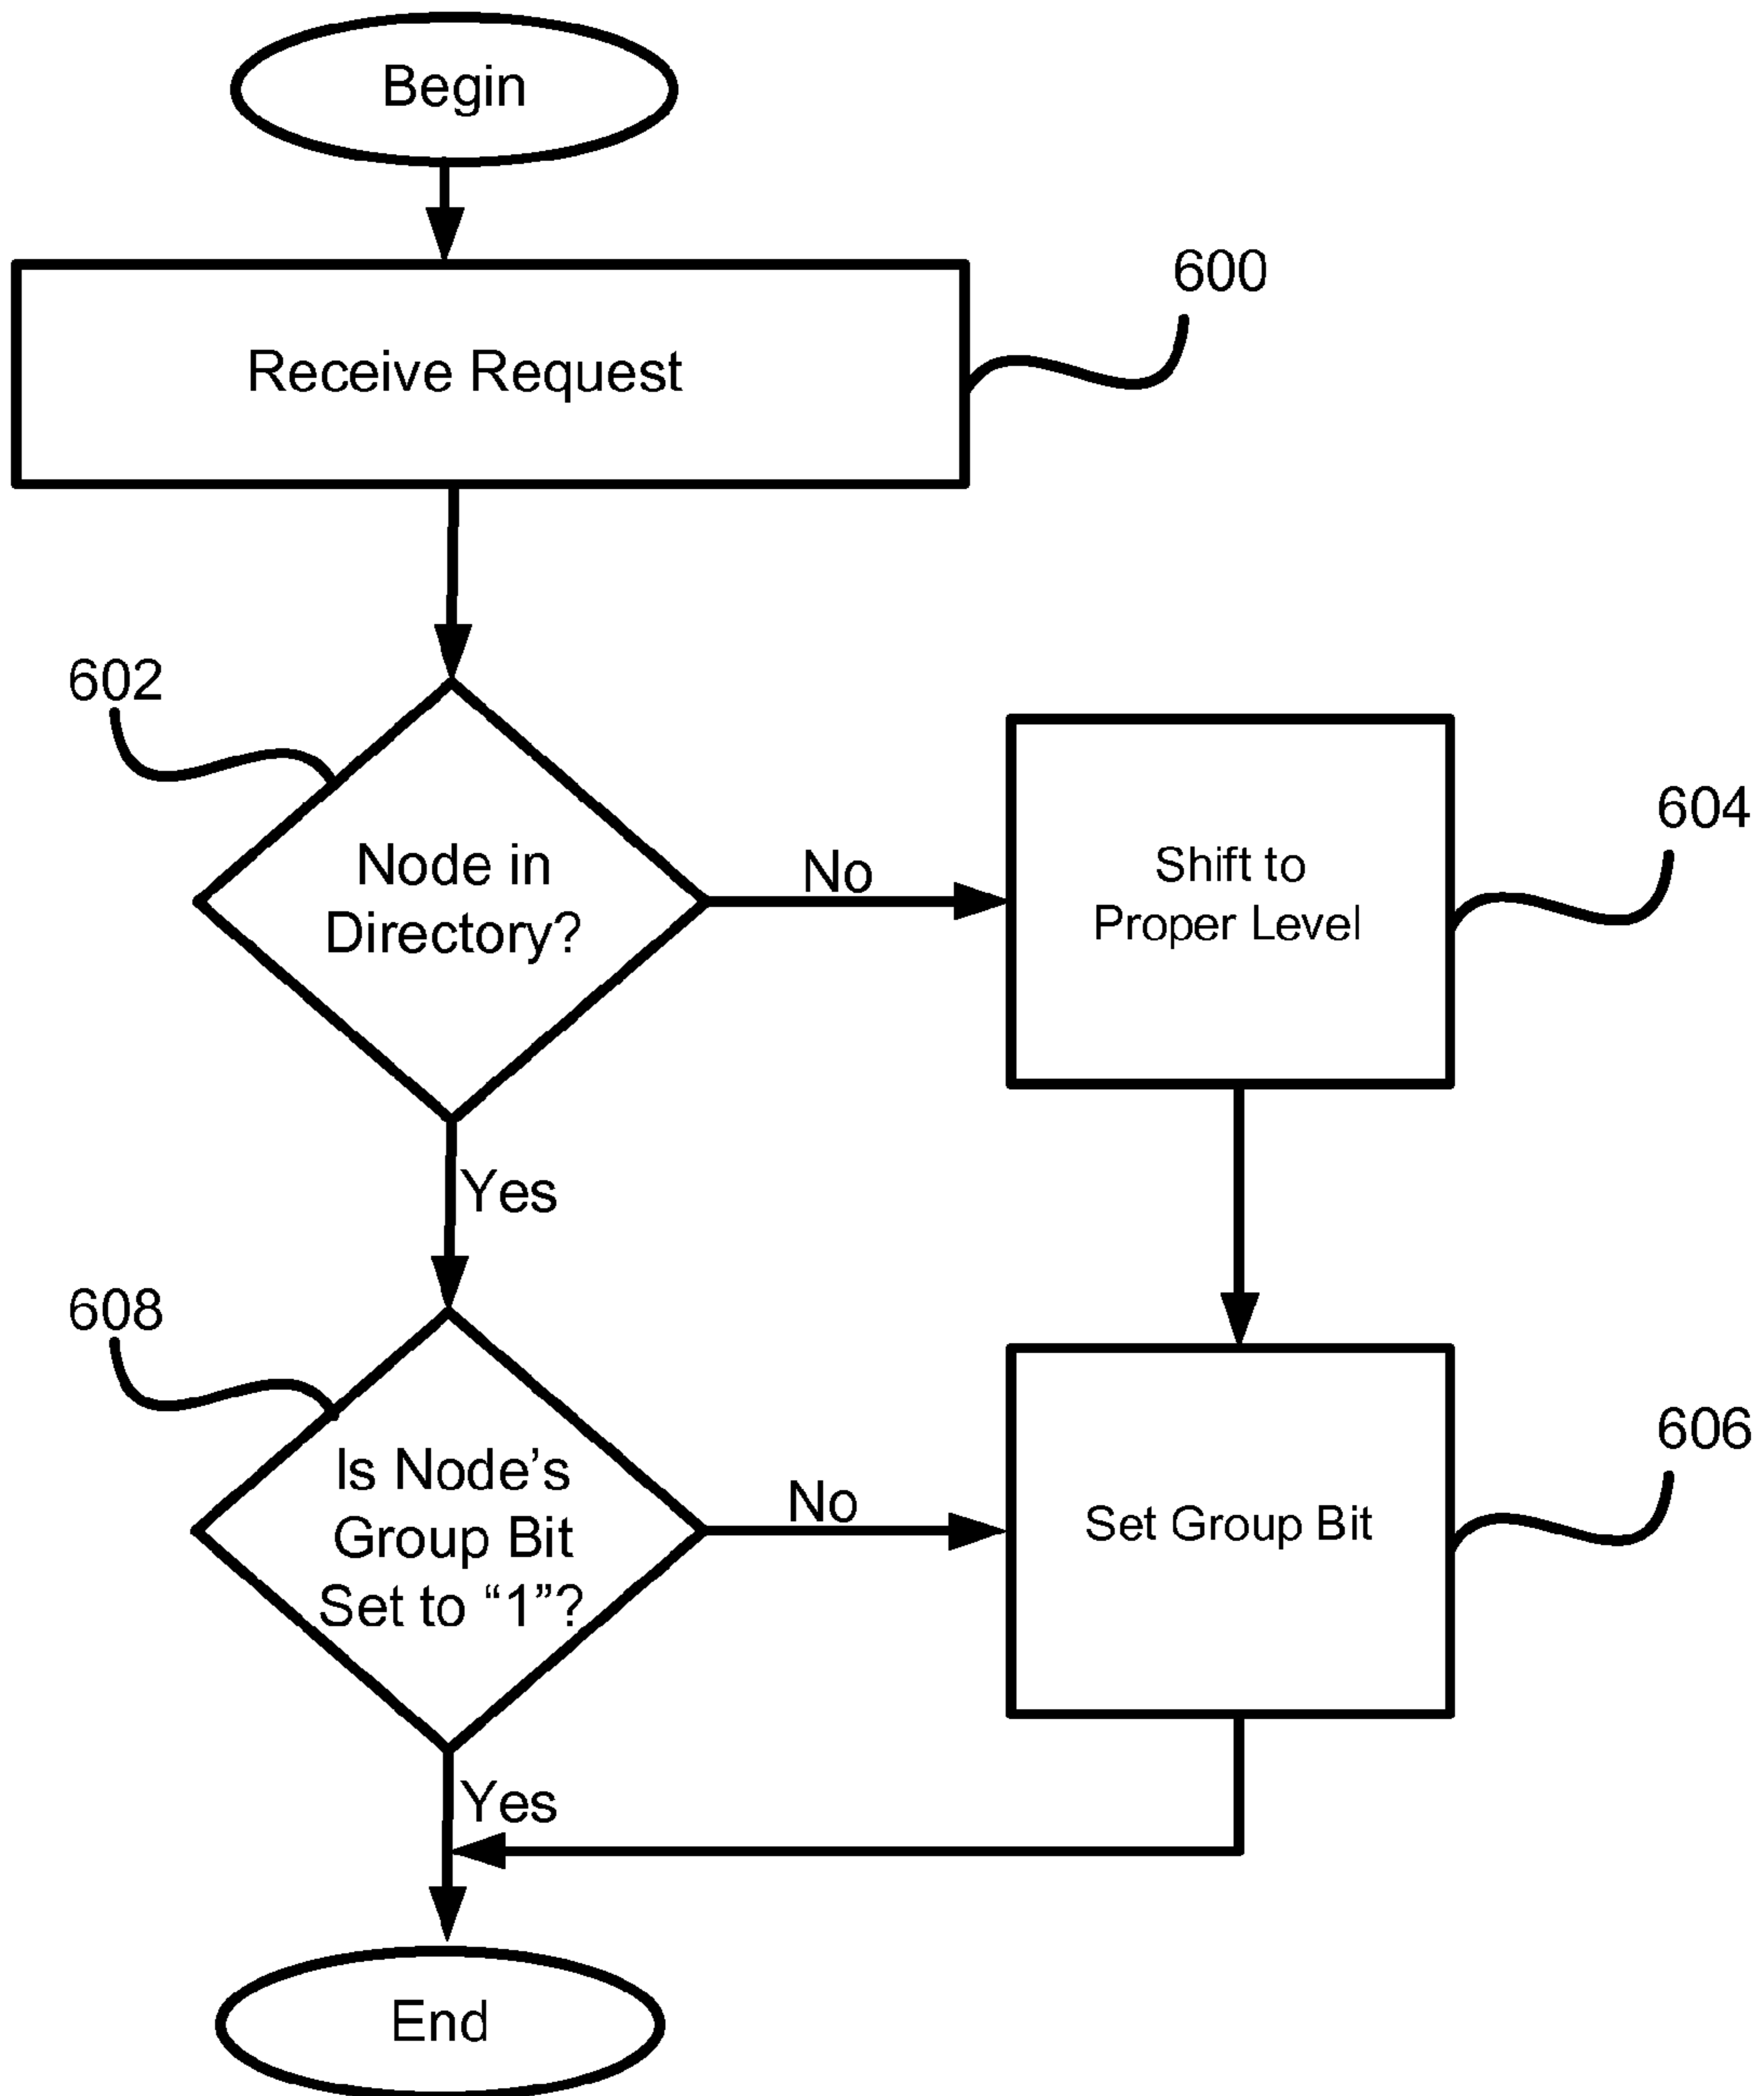 Begin
600
Receive Request
602
Node in
Directory?
No
Shift to
Proper Level
604
Yes
608
Is Node’s
Group Bit
Set to “1”?
No
Set Group Bit
606
Yes
End